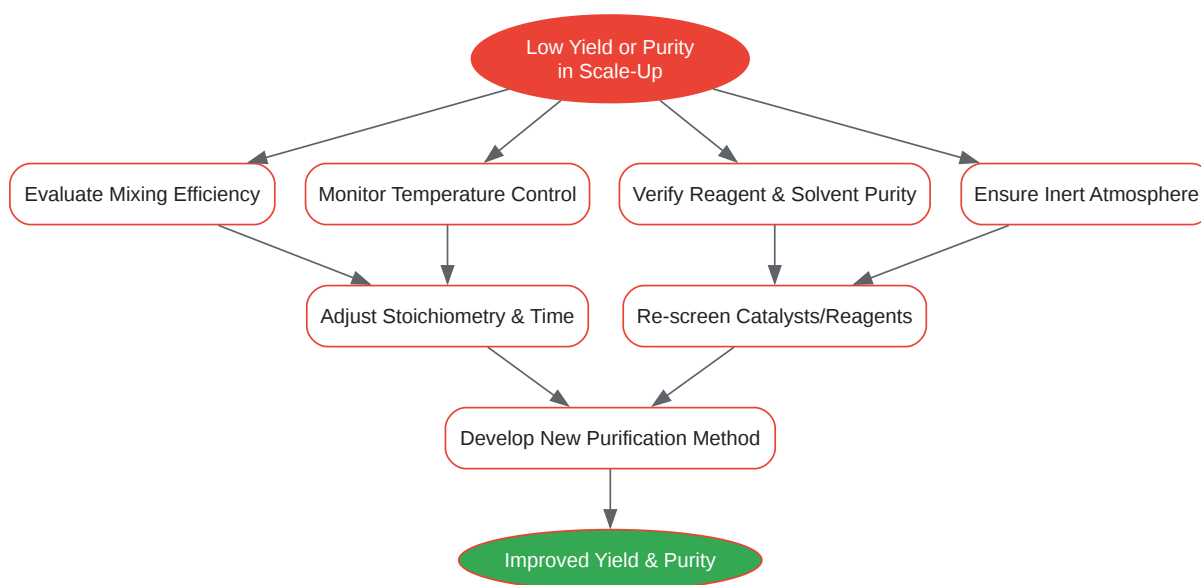 Low Yield or Purity
in Scale-Up
Evaluate Mixing Efficiency
Monitor Temperature Control
Verify Reagent & Solvent Purity
Ensure Inert Atmosphere
Adjust Stoichiometry & Time
Re-screen Catalysts/Reagents
Develop New Purification Method
Improved Yield & Purity